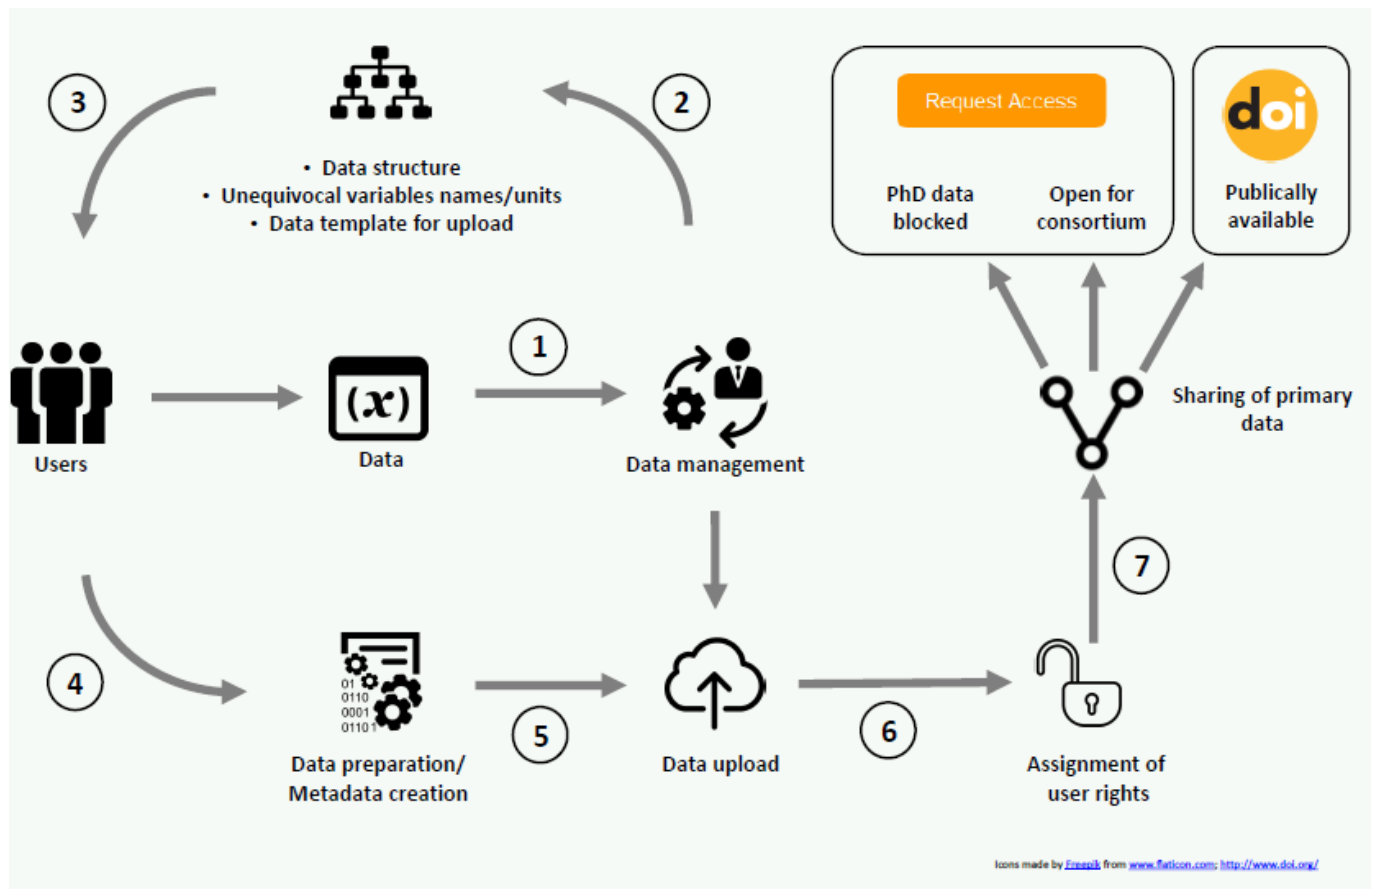 3
2
• Data structure
• Unequivocal variables names/units
• Data template for upload
Request Access
PhD data
blocked
Open for
consortium
doi
Publically
available
1
(x)
Users
Data
Data management
Sharing of primary
data
7
4
01
0110
0001
01101
5
6
Data preparation/
Metadata creation
Data upload
Assignment of
user rights
Icons made by Freepik from www.flaticon.com; http://www.doi.org/